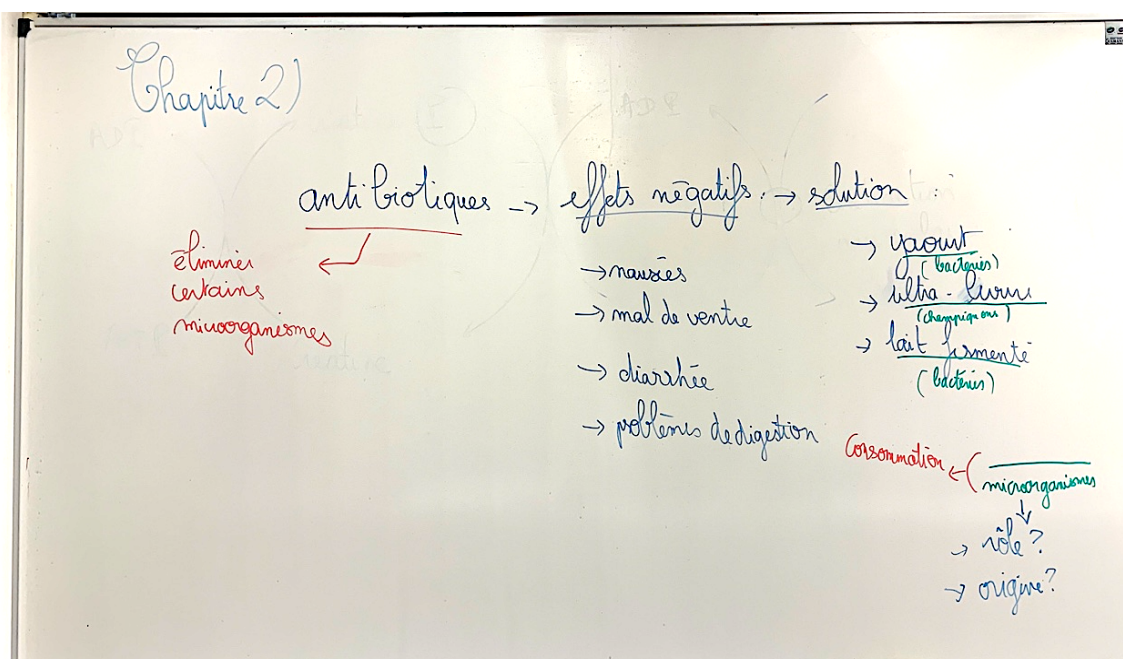 Chapitre 2)
antibiotiques → effets négatifs : → solution :
éliminer
certains
microorganismes
→ nausées
→ mal de ventre
→ diarrhée
→ problèmes de digestion
→ yaourt
(bactéries)
→ ultra-levure
(champignons)
→ lait fermenté
(bactéries)
Consommation ← (
microorganismes
↓
→ rôle ?
→ origine ?